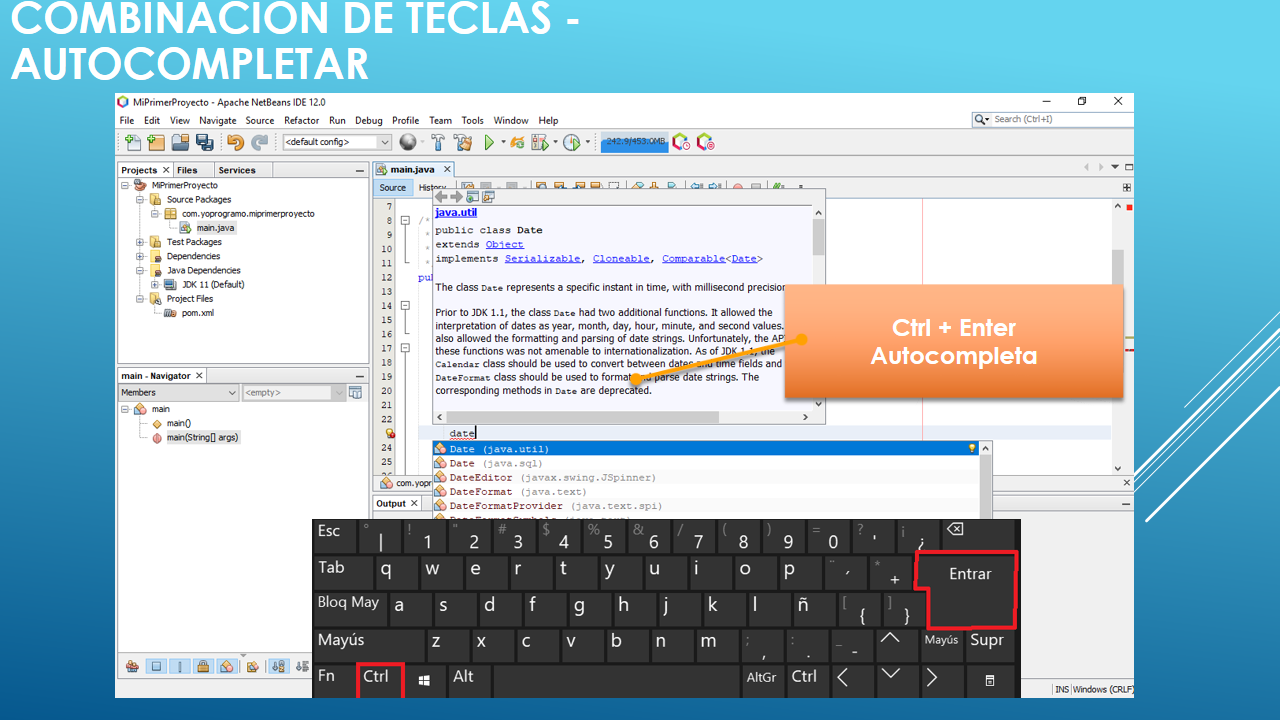 COMBINACIÓN DE TECLAS -
AUTOCOMPLETAR
MiPrimerProyecto - Apache NetBeans IDE 12.0
File Edit View Navigate Source Refactor Run Debug Profile Team Tools Window Help
Search (Ctrl+I)
<default config>
242.9/453.0MB
Projects Files Services
MiPrimerProyecto
Source Packages
com.yoprogramo.miprimerproyecto
main.java
Test Packages
Dependencies
Java Dependencies
JDK 11 (Default)
Project Files
pom.xml
main - Navigator
Members
<empty>
main
main()
main(String[] args)
main.java
Source History
7
8 /*
9 *
10 *
11 *
12 pub
13
14
15
16
17
18
19
20
21
22
java.util
public class Date
extends Object
implements Serializable, Cloneable, Comparable<Date>
The class Date represents a specific instant in time, with millisecond precision
Prior to JDK 1.1, the class Date had two additional functions. It allowed the
interpretation of dates as year, month, day, hour, minute, and second values.
also allowed the formatting and parsing of date strings. Unfortunately, the AP
these functions was not amenable to internationalization. As of JDK 1.1, the
Calendar class should be used to convert between dates and time fields and
DateFormat class should be used to format and parse date strings. The
corresponding methods in Date are deprecated.
Ctrl + Enter
Autocompleta
date
24
25
Date (java.util)
Date (java.sql)
DateEditor (javax.swing.JSpinner)
DateFormat (java.text)
DateFormatProvider (java.text.spi)
com.yopr
Output
Esc ° | ! 1 " 2 # 3 $ 4 % 5 & 6 / 7 ( 8 ) 9 = 0 ? ' ¡ ¿
Tab q w e r t y u i o p ¨ ´ * + Entrar
Bloq May a s d f g h j k l ñ [ { ] }
Mayús z x c v b n m ; , : . _ - Mayús Supr
Fn Ctrl Alt AltGr Ctrl
INS Windows (CRLF)